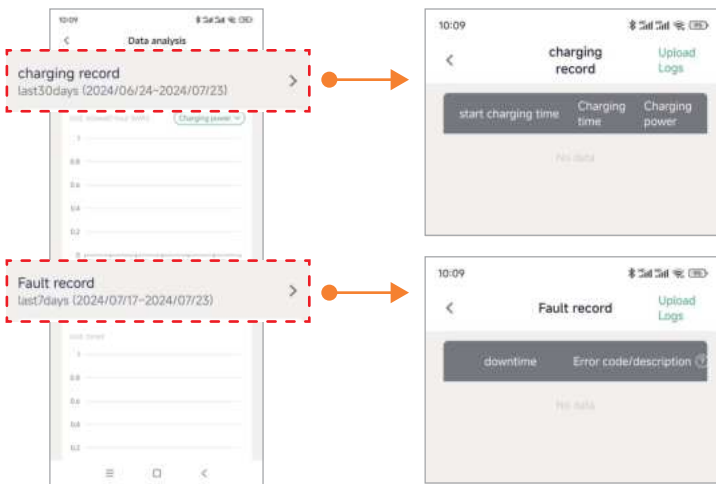 10:09
Data analysis
charging record
last30days (2024/06/24~2024/07/23)
Charging power
1
0.8
0.6
0.4
0.2
0
Fault record
last7days (2024/07/17~2024/07/23)
1
0.8
0.6
0.4
0.2
10:09
charging
record
Upload
Logs
start charging time
Charging
time
Charging
power
No data
10:09
Fault record
Upload
Logs
downtime
Error code/description
No data